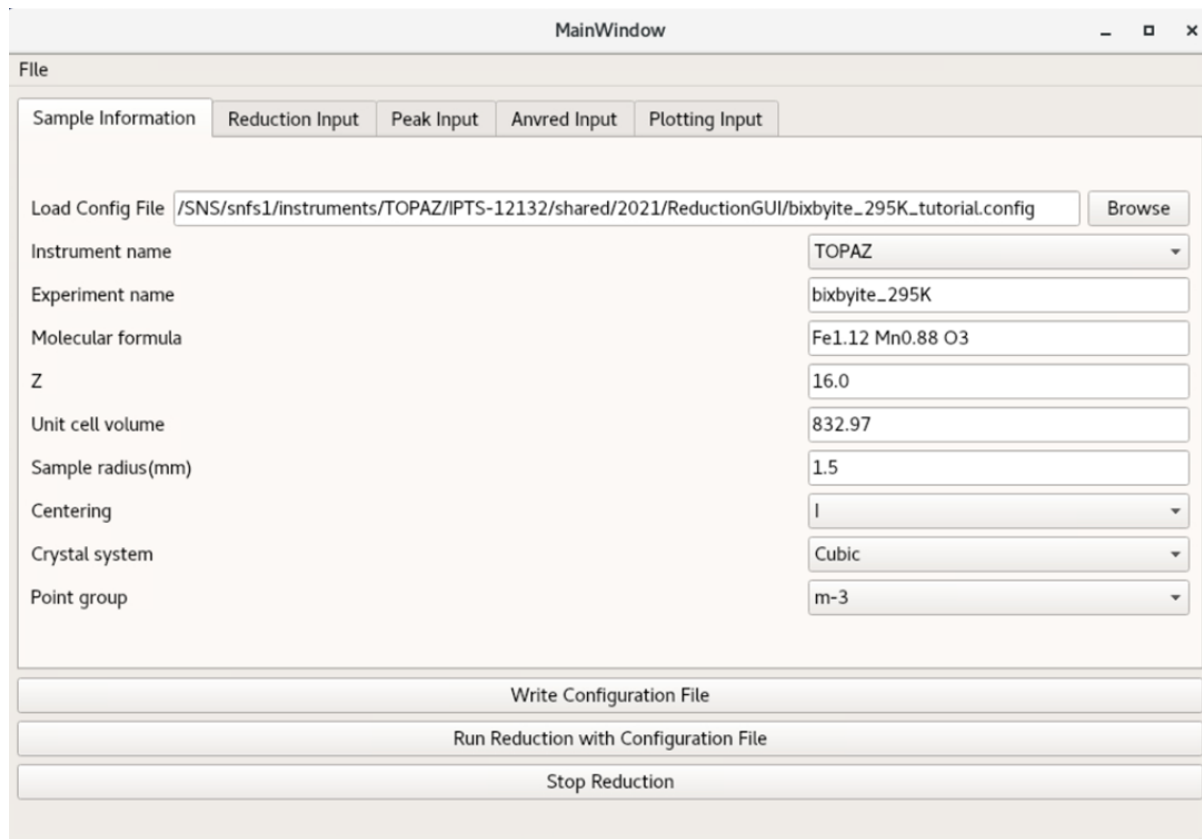 MainWindow
FIle
Sample Information Reduction Input Peak Input Anvred Input Plotting Input
Load Config File /SNS/snfs1/instruments/TOPAZ/IPTS-12132/shared/2021/ReductionGUI/bixbyite_295K_tutorial.config Browse
Instrument name TOPAZ
Experiment name bixbyite_295K
Molecular formula Fe1.12 Mn0.88 O3
Z 16.0
Unit cell volume 832.97
Sample radius(mm) 1.5
Centering I
Crystal system Cubic
Point group m-3
Write Configuration File
Run Reduction with Configuration File
Stop Reduction